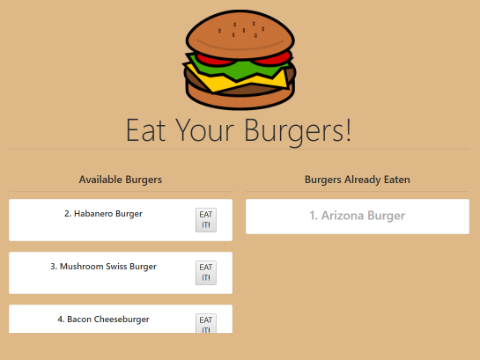 Eat Your Burgers!
Available Burgers
2. Habanero Burger
EAT
IT!
3. Mushroom Swiss Burger
EAT
IT!
4. Bacon Cheeseburger
EAT
IT!
Burgers Already Eaten
1. Arizona Burger